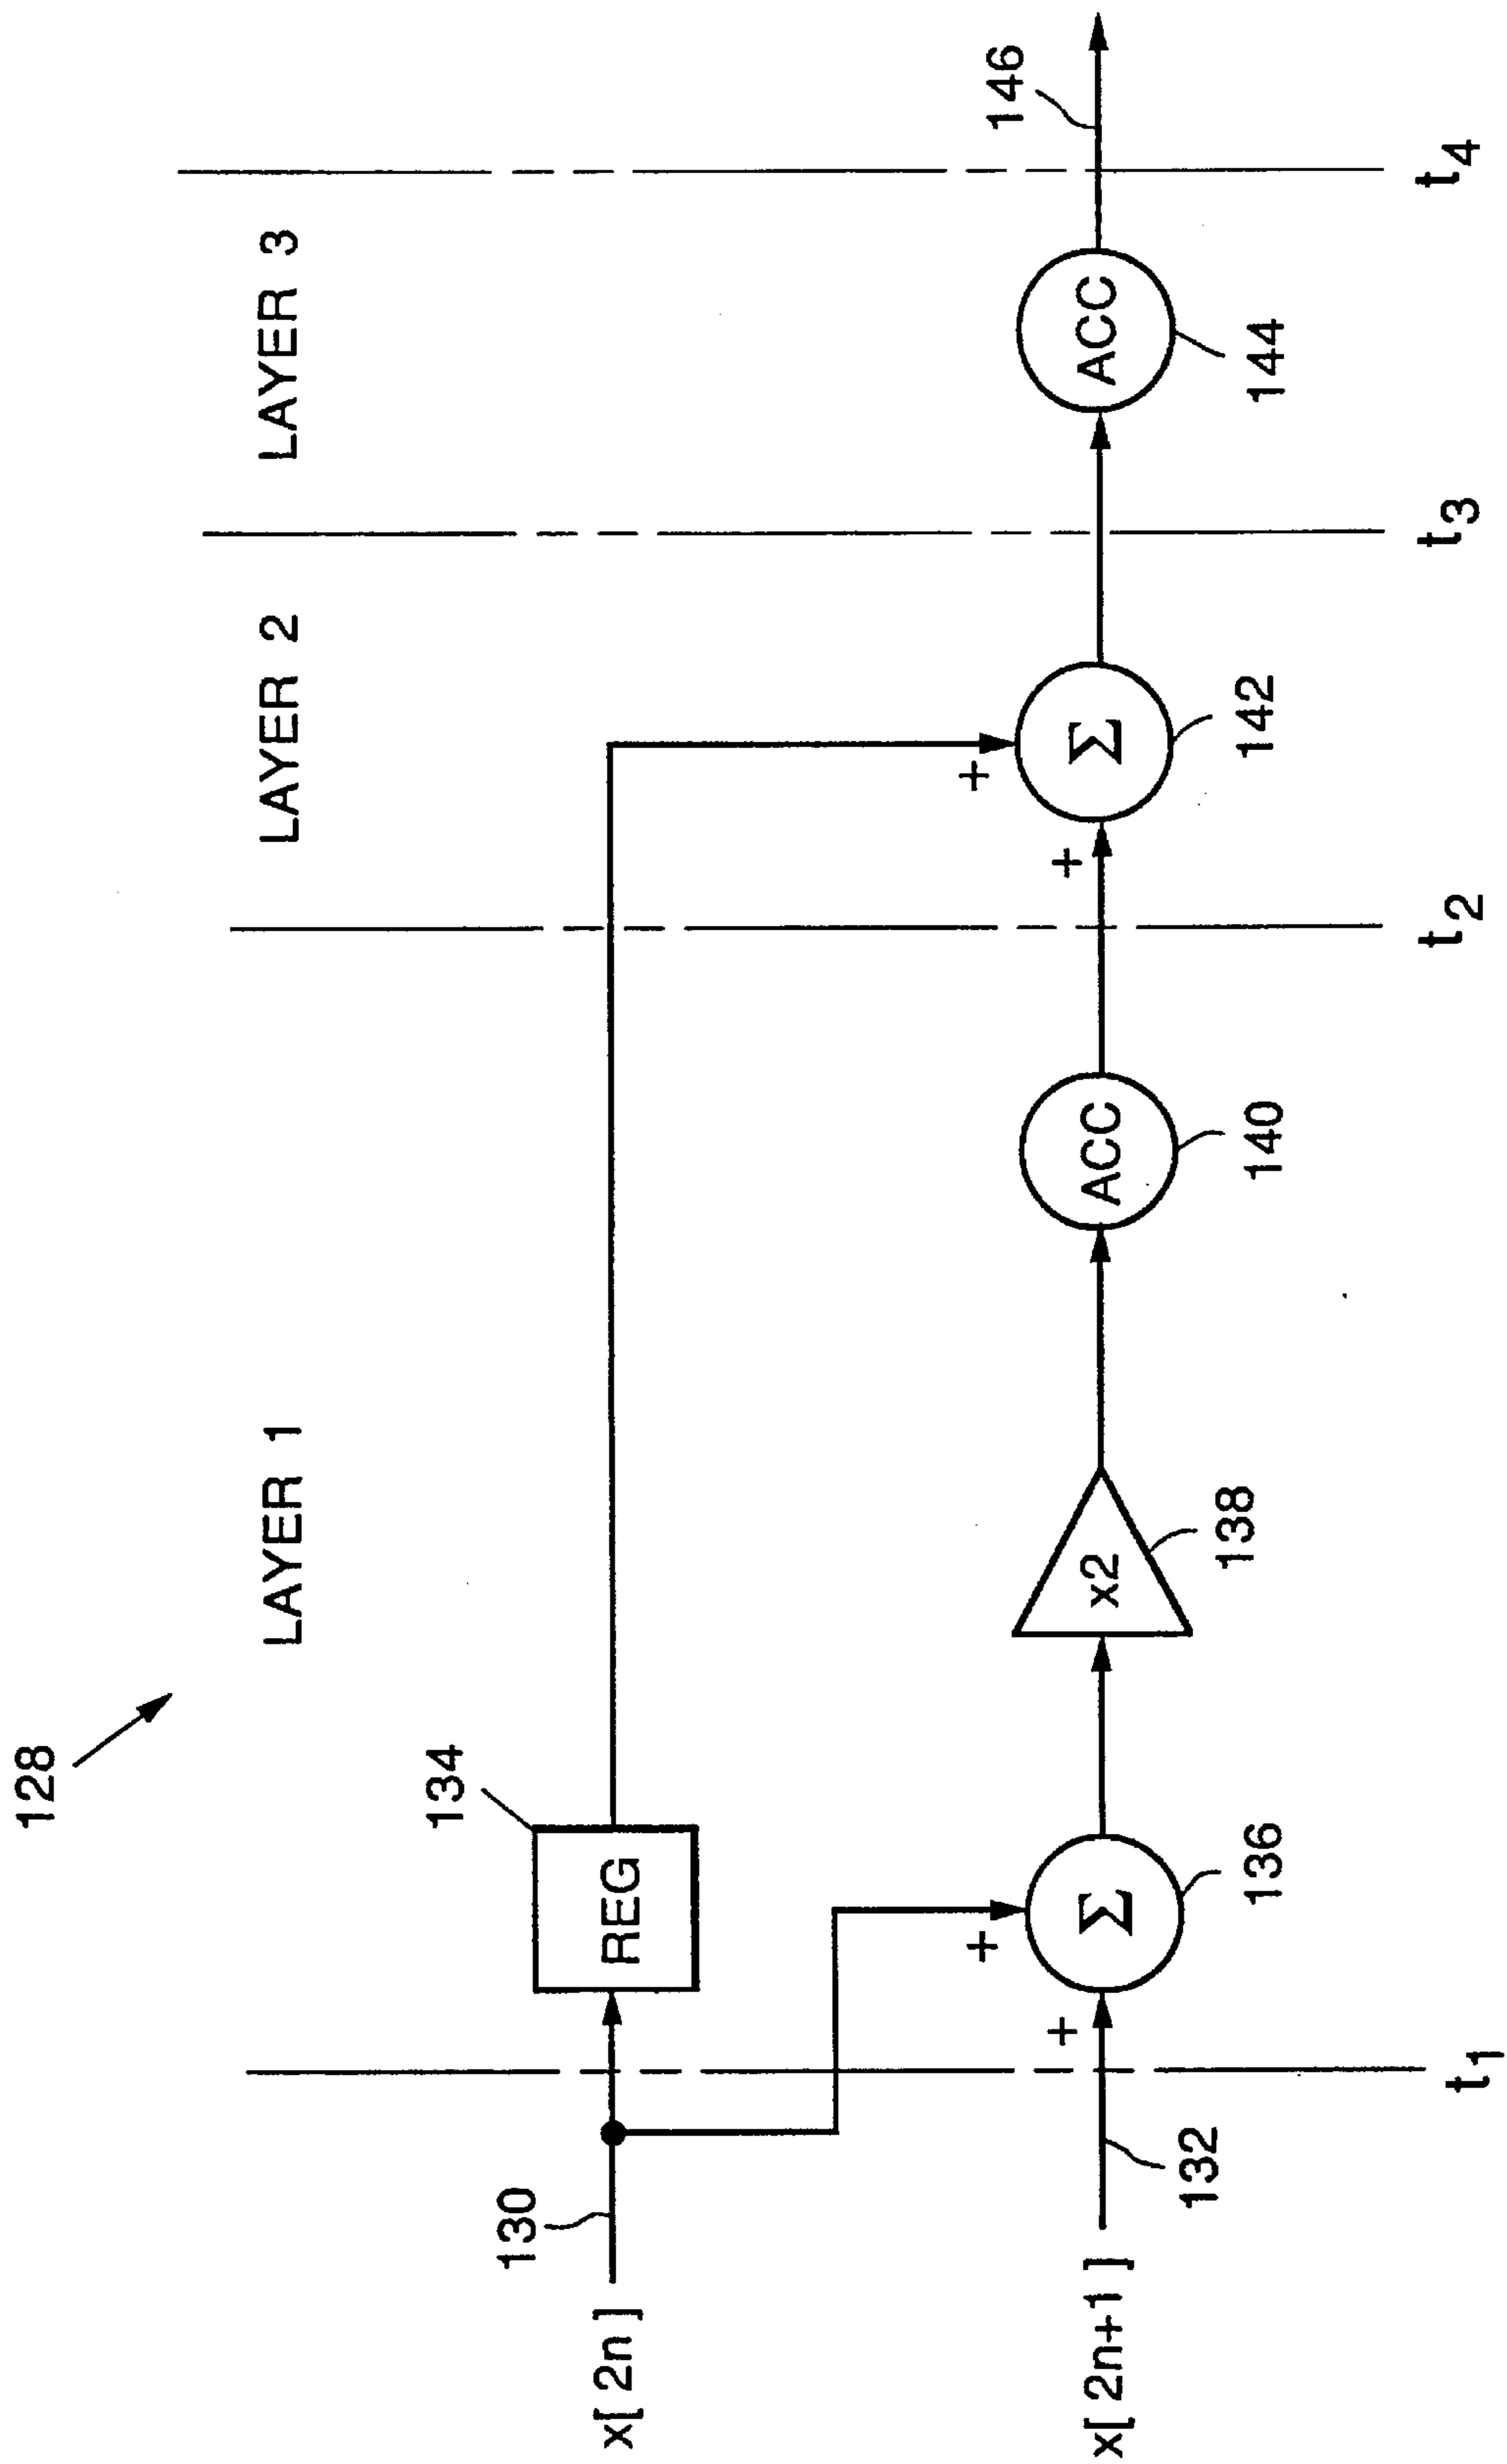 128
LAYER 1
LAYER 2
LAYER 3
130
x[ 2n ]
134
REG
x[ 2n+1 ]
132
+
+
Σ
136
x2
138
ACC
140
+
+
Σ
142
ACC
144
146
t1
t2
t3
t4